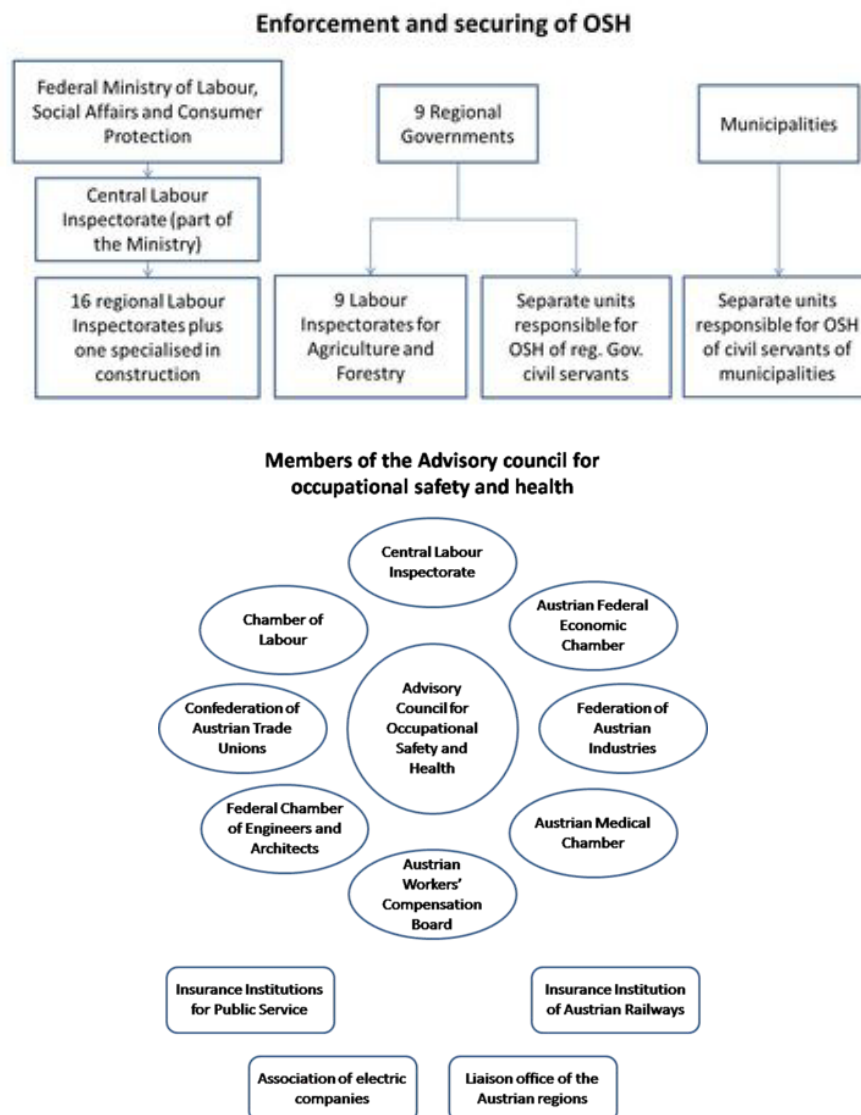 Enforcement and securing of OSH
Federal Ministry of Labour,
Social Affairs and Consumer
Protection
9 Regional
Governments
Municipalities
Central Labour
Inspectorate (part of
the Ministry)
16 regional Labour
Inspectorates plus
one specialised in
construction
9 Labour
Inspectorates for
Agriculture and
Forestry
Separate units
responsible for
OSH of reg. Gov.
civil servants
Separate units
responsible for OSH
of civil servants of
municipalities
Members of the Advisory council for
occupational safety and health
Central Labour
Inspectorate
Chamber of
Labour
Austrian Federal
Economic
Chamber
Advisory
Council for
Occupational
Safety and
Health
Confederation of
Austrian Trade
Unions
Federation of
Austrian
Industries
Federal Chamber
of Engineers and
Architects
Austrian Medical
Chamber
Austrian
Workers'
Compensation
Board
Insurance Institutions
for Public Service
Insurance Institution
of Austrian Railways
Association of electric
companies
Liaison office of the
Austrian regions